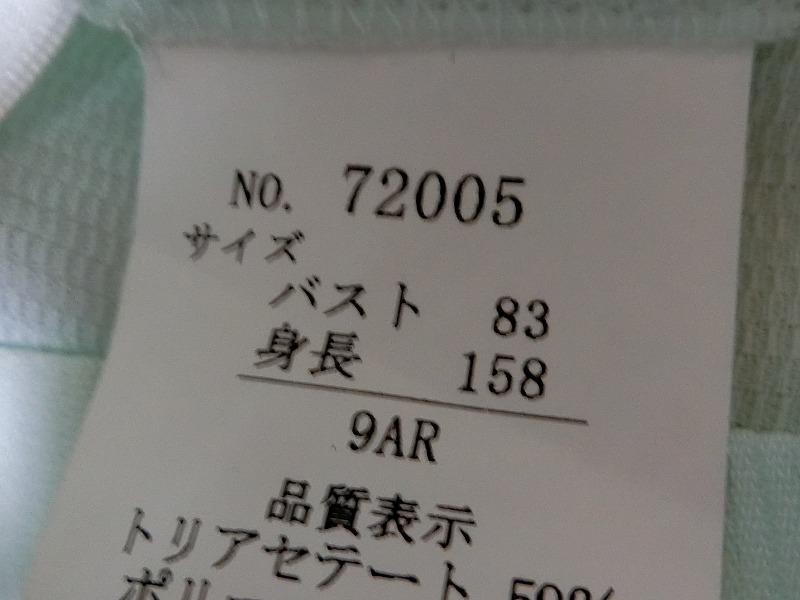 NO. 72005
サイズ
バスト 83
身長 158
9AR
品質表示
トリアセテート